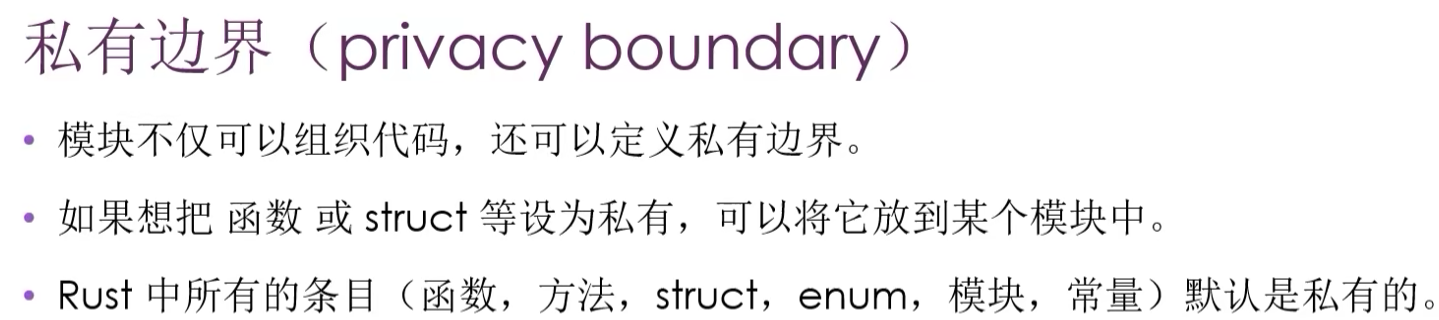 私有边界（privacy boundary）
• 模块不仅可以组织代码，还可以定义私有边界。
• 如果想把 函数 或 struct 等设为私有，可以将它放到某个模块中。
• Rust 中所有的条目（函数，方法，struct，enum，模块，常量）默认是私有的。